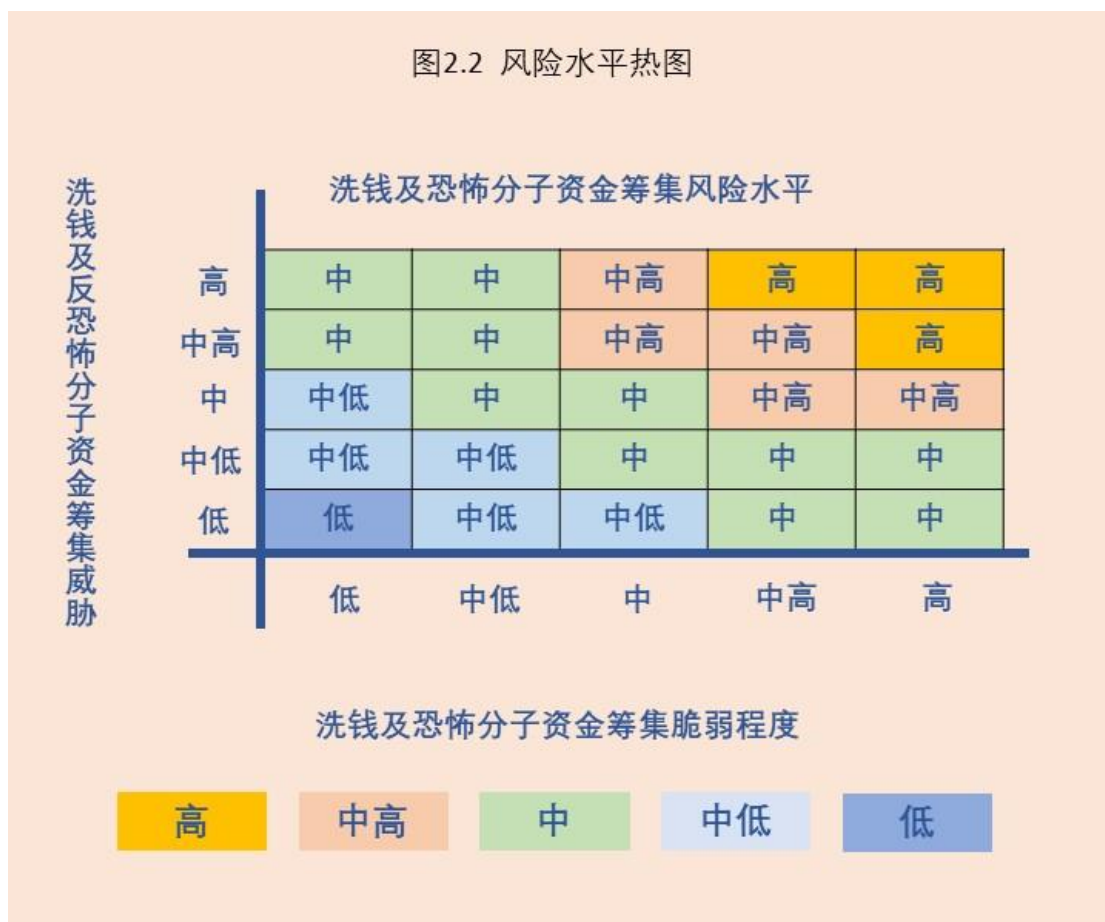 图2.2 风险水平热图
洗钱及恐怖分子资金筹集风险水平
洗钱及反恐怖分子资金筹集威胁
高 中 中 中高 高 高
中高 中 中 中高 中高 高
中 中低 中 中 中高 中高
中低 中低 中低 中 中 中
低 低 中低 中低 中 中
低 中低 中 中高 高
洗钱及恐怖分子资金筹集脆弱程度
高 中高 中 中低 低